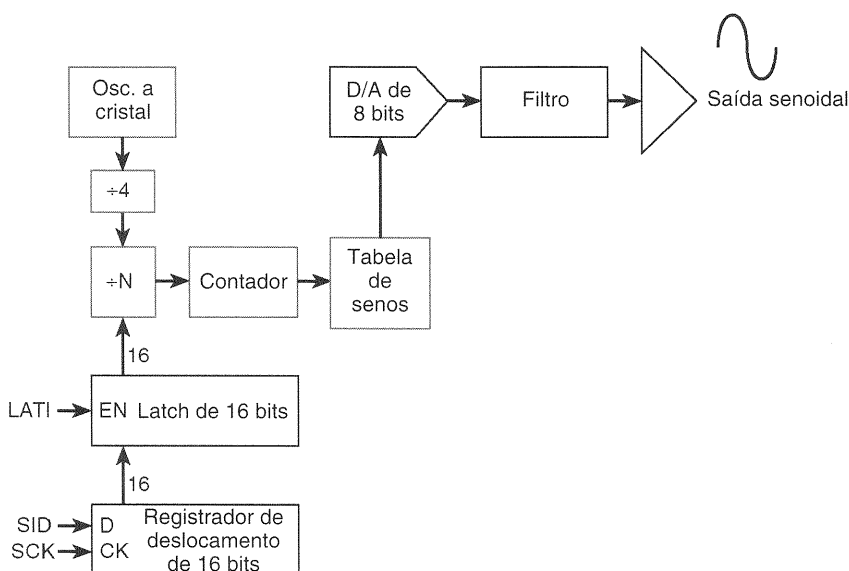 Osc. a
cristal
÷4
÷N
Contador
Tabela
de
senos
D/A de
8 bits
Filtro
Saída senoidal
16
LATI
EN Latch de 16 bits
16
SID
D
SCK
CK
Registrador de
deslocamento
de 16 bits